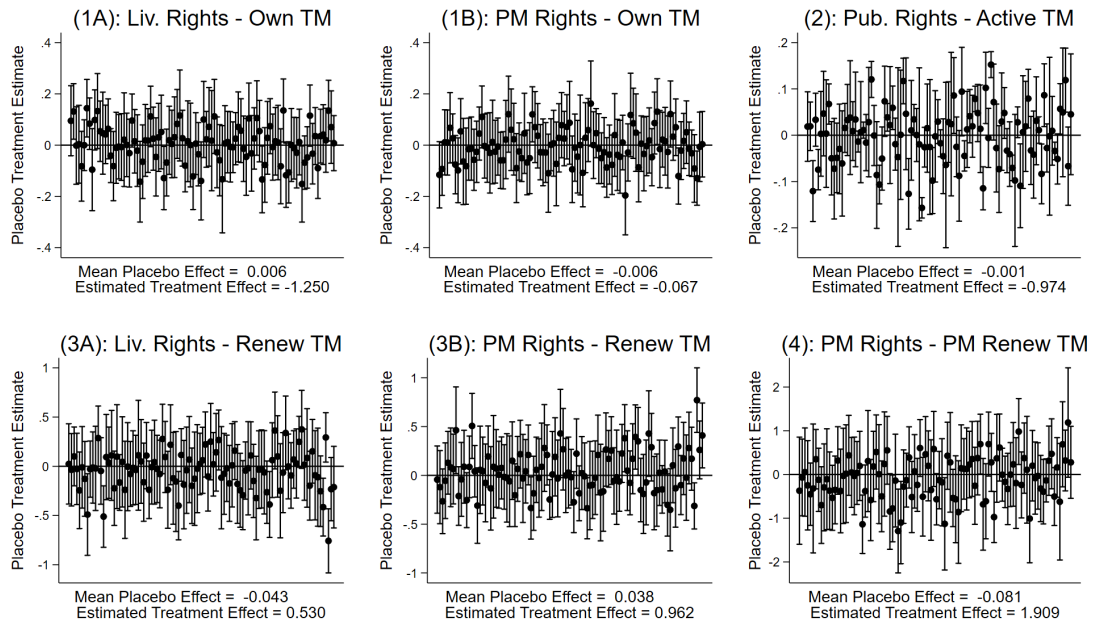 (1A): Liv. Rights - Own TM
Placebo Treatment Estimate
.4
.2
0
-.2
-.4
Mean Placebo Effect = 0.006
Estimated Treatment Effect = -1.250
(1B): PM Rights - Own TM
Placebo Treatment Estimate
.4
.2
0
-.2
-.4
Mean Placebo Effect = -0.006
Estimated Treatment Effect = -0.067
(2): Pub. Rights - Active TM
Placebo Treatment Estimate
.2
.1
0
-.1
-.2
Mean Placebo Effect = -0.001
Estimated Treatment Effect = -0.974
(3A): Liv. Rights - Renew TM
Placebo Treatment Estimate
1
.5
0
-.5
-1
Mean Placebo Effect = -0.043
Estimated Treatment Effect = 0.530
(3B): PM Rights - Renew TM
Placebo Treatment Estimate
1
.5
0
-.5
-1
Mean Placebo Effect = 0.038
Estimated Treatment Effect = 0.962
(4): PM Rights - PM Renew TM
Placebo Treatment Estimate
2
1
0
-1
-2
Mean Placebo Effect = -0.081
Estimated Treatment Effect = 1.909